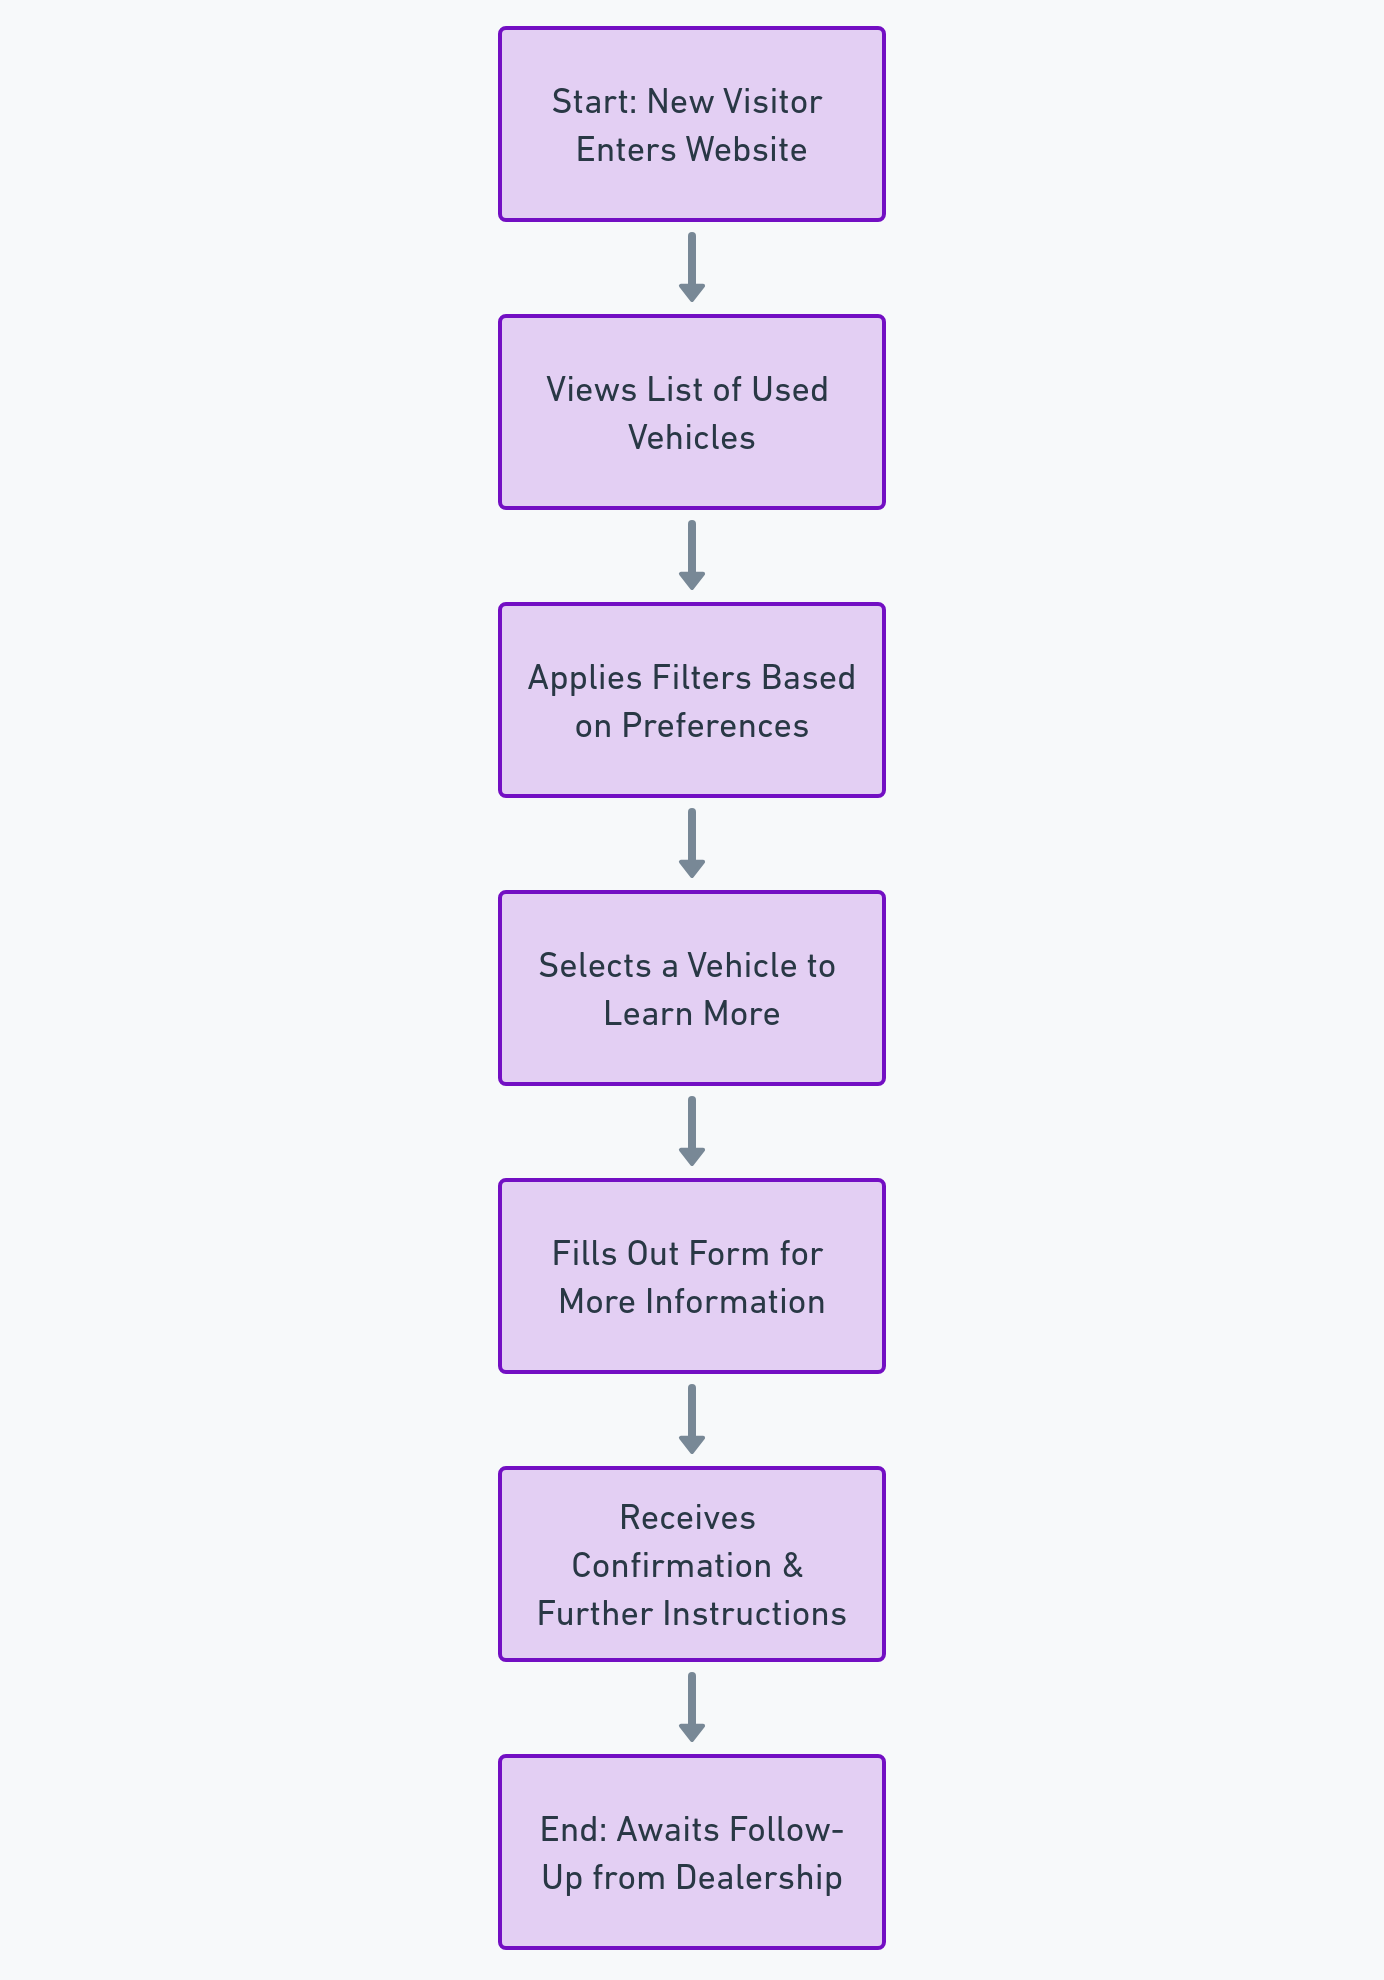 Start: New Visitor
Enters Website
Views List of Used
Vehicles
Applies Filters Based
on Preferences
Selects a Vehicle to
Learn More
Fills Out Form for
More Information
Receives
Confirmation &
Further Instructions
End: Awaits Follow-
Up from Dealership